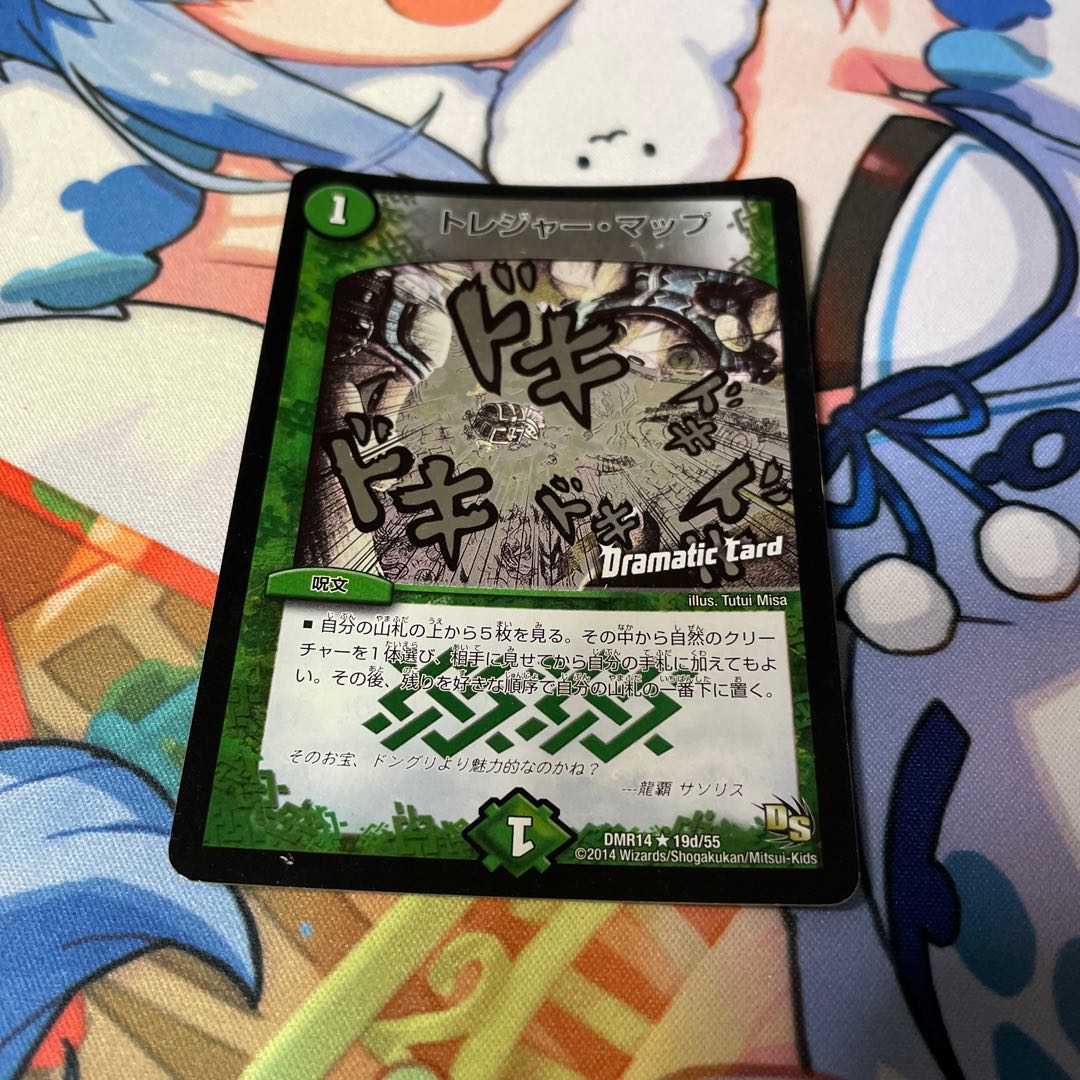 1
トレジャー・マップ
ドキ
ドキ
ドキ
ドキ
ドキ
Dramatic Card
呪文
illus. Tutui Misa
■ 自分の山札の上から5枚を見る。その中から自然のクリー
チャーを1体選び、相手に見せてから自分の手札に加えてもよ
い。その後、残りを好きな順序で自分の山札の一番下に置く。
そのお宝、ドングリより魅力的なのかね?
---龍覇 サソリス
1
DS
DMR14★19d/55
©2014 Wizards/Shogakukan/Mitsui-Kids